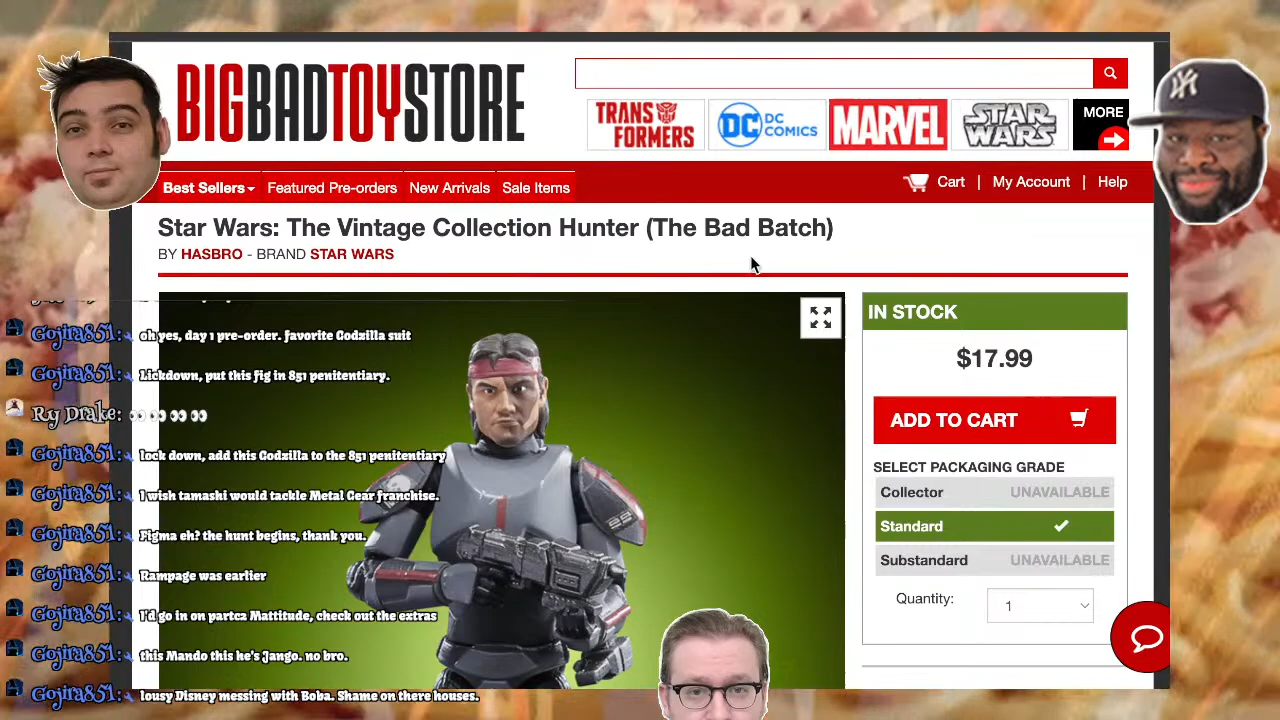 BIGBADTOYSTORE
TRANSFORMERS
DC
DC COMICS
MARVEL
STAR WARS
MORE
Best Sellers
Featured Pre-orders
New Arrivals
Sale Items
Cart | My Account | Help
Star Wars: The Vintage Collection Hunter (The Bad Batch)
BY HASBRO - BRAND STAR WARS
IN STOCK
$17.99
ADD TO CART
SELECT PACKAGING GRADE
Collector UNAVAILABLE
Standard
Substandard UNAVAILABLE
Quantity: 1
Gojira851: oh yes, day 1 pre-order. favorite Godzilla suit
Gojira851: Lickdown, put this fig in 851 penitentiary.
Ry Drake: 👀 👀 👀 👀
Gojira851: lock down, add this Godzilla to the 851 penitentiary
Gojira851: I wish tamashi would tackle Metal Gear franchise.
Gojira851: Figma eh? the hunt begins, thank you.
Gojira851: Rampage was earlier
Gojira851: I'd go in on partc2 Mattitude, check out the extras
Gojira851: this Mando this he's Jango. no bro.
Gojira851: lousy Disney messing with Boba. Shame on there houses.